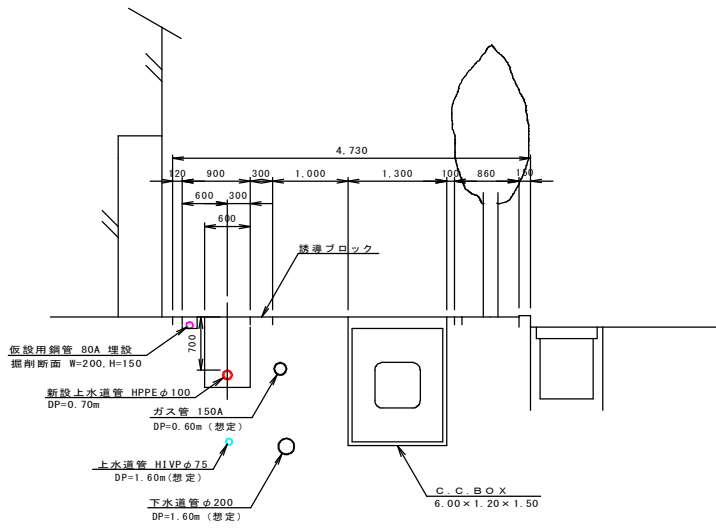 4,730
120 900 300 1,000 1,300 100 860 150
600 300
600
誘導ブロック
700
仮設用鋼管 80A 埋設
掘削断面 W=200,H=150
新設上水道管 HPPEφ100
DP=0.70m
ガス管 150A
DP=0.60m (想定)
上水道管 HIVPφ75
DP=1.60m(想定)
下水道管φ200
DP=1.60m (想定)
C.C.BOX
6.00×1.20×1.50